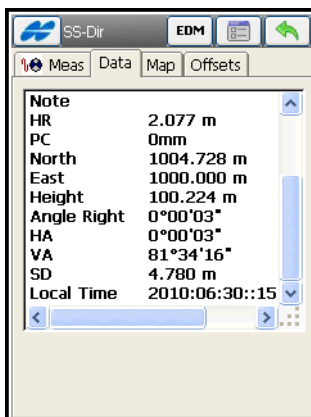 SS-Dir EDM
Meas Data Map Offsets
Note
HR 2.077 m
PC 0mm
North 1004.728 m
East 1000.000 m
Height 100.224 m
Angle Right 0°00'03"
HA 0°00'03"
VA 81°34'16"
SD 4.780 m
Local Time 2010:06:30::15